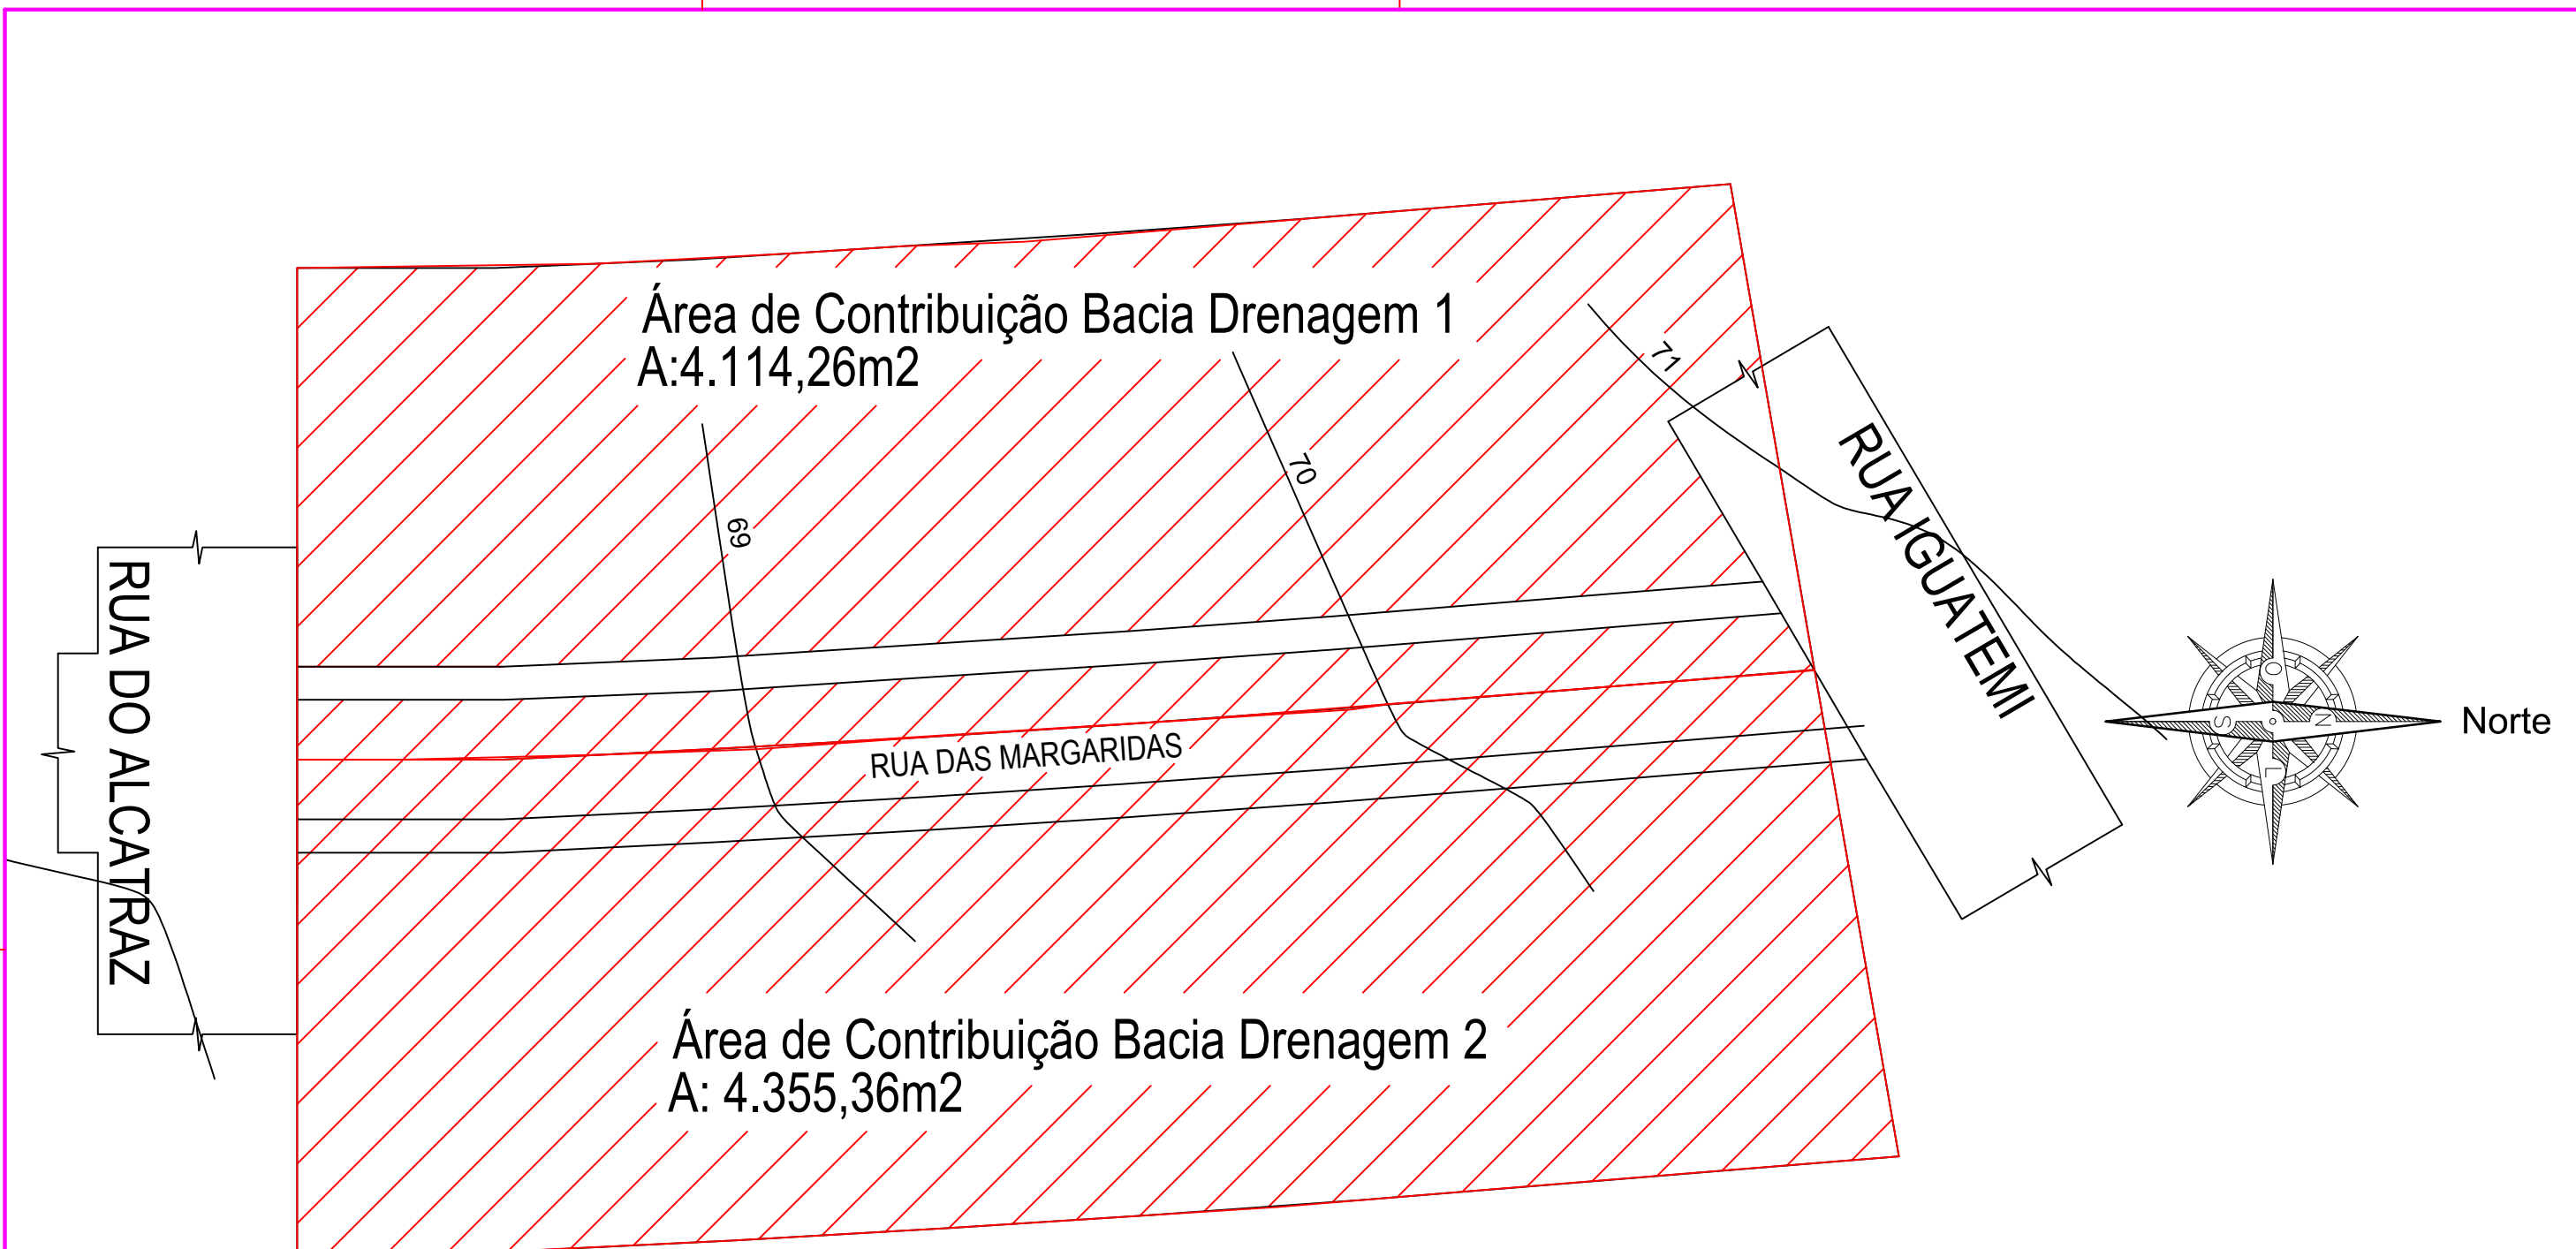 Área de Contribuição Bacia Drenagem 1
A:4.114,26m2
71
70
69
RUA IGUATEMI
RUA DO ALCATRAZ
RUA DAS MARGARIDAS
O
S
N
L
Norte
Área de Contribuição Bacia Drenagem 2
A: 4.355,36m2